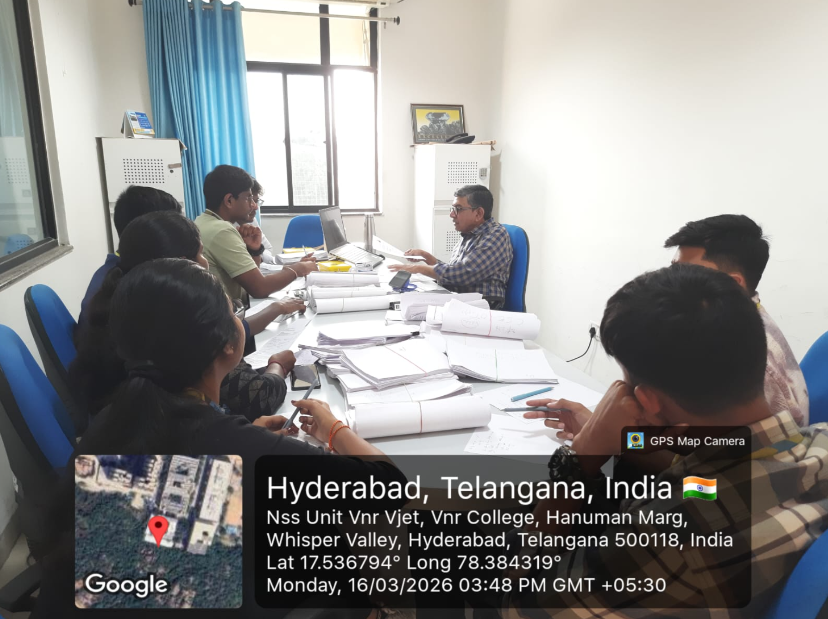 GPS Map Camera
Hyderabad, Telangana, India
Nss Unit Vnr Vjet, Vnr College, Hanuman Marg,
Whisper Valley, Hyderabad, Telangana 500118, India
Lat 17.536794° Long 78.384319°
Monday, 16/03/2026 03:48 PM GMT +05:30
Google